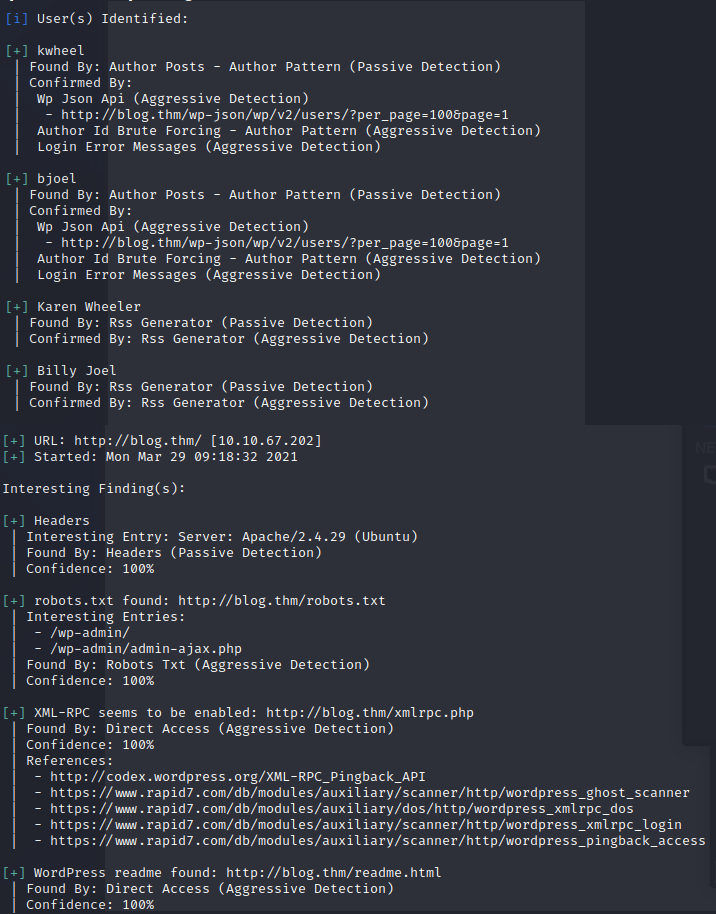 [i] User(s) Identified:
[+] kwheel
| Found By: Author Posts - Author Pattern (Passive Detection)
| Confirmed By:
| Wp Json Api (Aggressive Detection)
| - http://blog.thm/wp-json/wp/v2/users/?per_page=100&page=1
| Author Id Brute Forcing - Author Pattern (Aggressive Detection)
| Login Error Messages (Aggressive Detection)
[+] bjoel
| Found By: Author Posts - Author Pattern (Passive Detection)
| Confirmed By:
| Wp Json Api (Aggressive Detection)
| - http://blog.thm/wp-json/wp/v2/users/?per_page=100&page=1
| Author Id Brute Forcing - Author Pattern (Aggressive Detection)
| Login Error Messages (Aggressive Detection)
[+] Karen Wheeler
| Found By: Rss Generator (Passive Detection)
| Confirmed By: Rss Generator (Aggressive Detection)
[+] Billy Joel
| Found By: Rss Generator (Passive Detection)
| Confirmed By: Rss Generator (Aggressive Detection)
[+] URL: http://blog.thm/ [10.10.67.202]
[+] Started: Mon Mar 29 09:18:32 2021
Interesting Finding(s):
[+] Headers
| Interesting Entry: Server: Apache/2.4.29 (Ubuntu)
| Found By: Headers (Passive Detection)
| Confidence: 100%
[+] robots.txt found: http://blog.thm/robots.txt
| Interesting Entries:
| - /wp-admin/
| - /wp-admin/admin-ajax.php
| Found By: Robots Txt (Aggressive Detection)
| Confidence: 100%
[+] XML-RPC seems to be enabled: http://blog.thm/xmlrpc.php
| Found By: Direct Access (Aggressive Detection)
| Confidence: 100%
| References:
| - http://codex.wordpress.org/XML-RPC_Pingback_API
| - https://www.rapid7.com/db/modules/auxiliary/scanner/http/wordpress_ghost_scanner
| - https://www.rapid7.com/db/modules/auxiliary/dos/http/wordpress_xmlrpc_dos
| - https://www.rapid7.com/db/modules/auxiliary/scanner/http/wordpress_xmlrpc_login
| - https://www.rapid7.com/db/modules/auxiliary/scanner/http/wordpress_pingback_access
[+] WordPress readme found: http://blog.thm/readme.html
| Found By: Direct Access (Aggressive Detection)
| Confidence: 100%